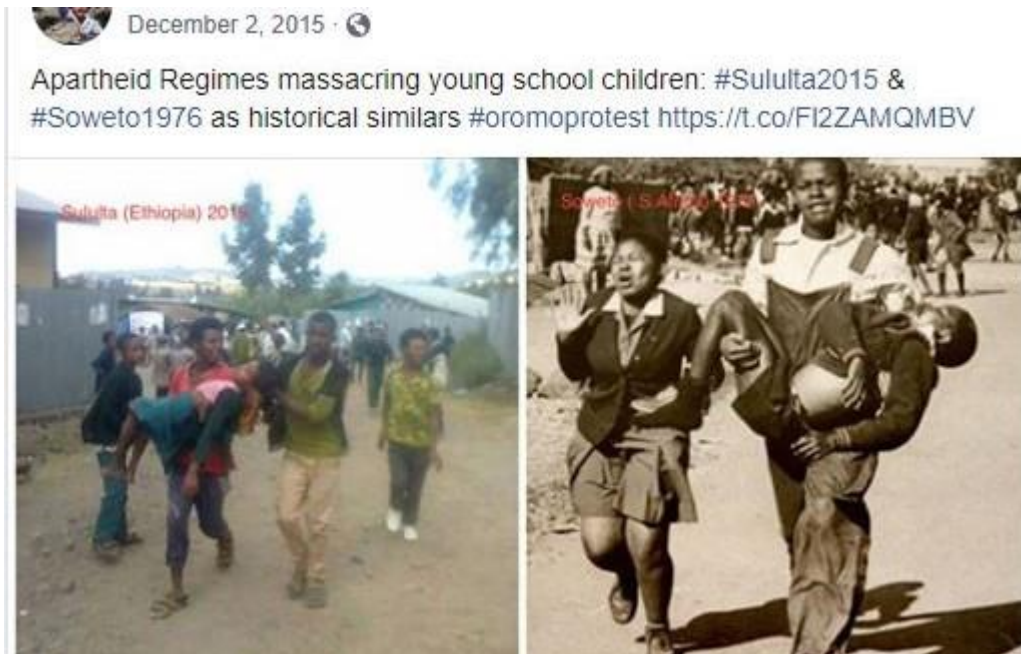 December 2, 2015
Apartheid Regimes massacring young school children: #Sululta2015 &
#Soweto1976 as historical similars #oromoprotest https://t.co/FI2ZAMQMBV
Sululta (Ethiopia)
Soweto